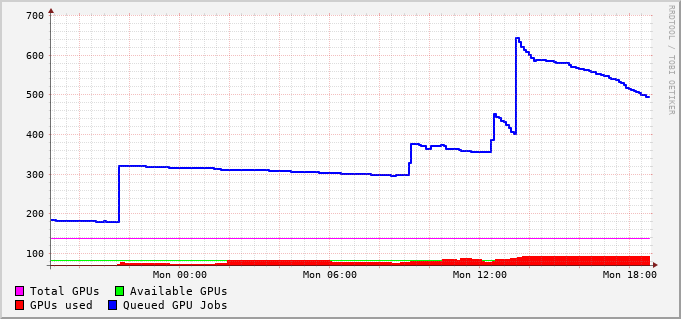 700
600
500
400
300
200
100
Mon 00:00 Mon 06:00 Mon 12:00 Mon 18:00
Total GPUs Available GPUs
GPUs used Queued GPU Jobs
RRDTOOL / TOBI OETIKER